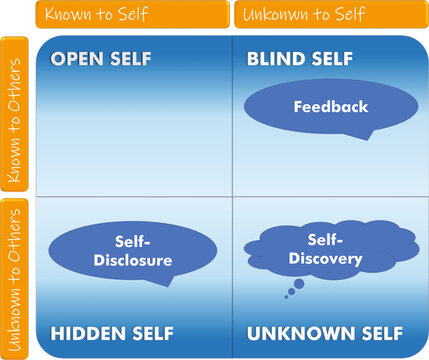 Known to Self
Unkonwn to Self
Known to Others
OPEN SELF
BLIND SELF
Feedback
Unknown to Others
Self-
Disclosure
Self-
Discovery
HIDDEN SELF
UNKNOWN SELF